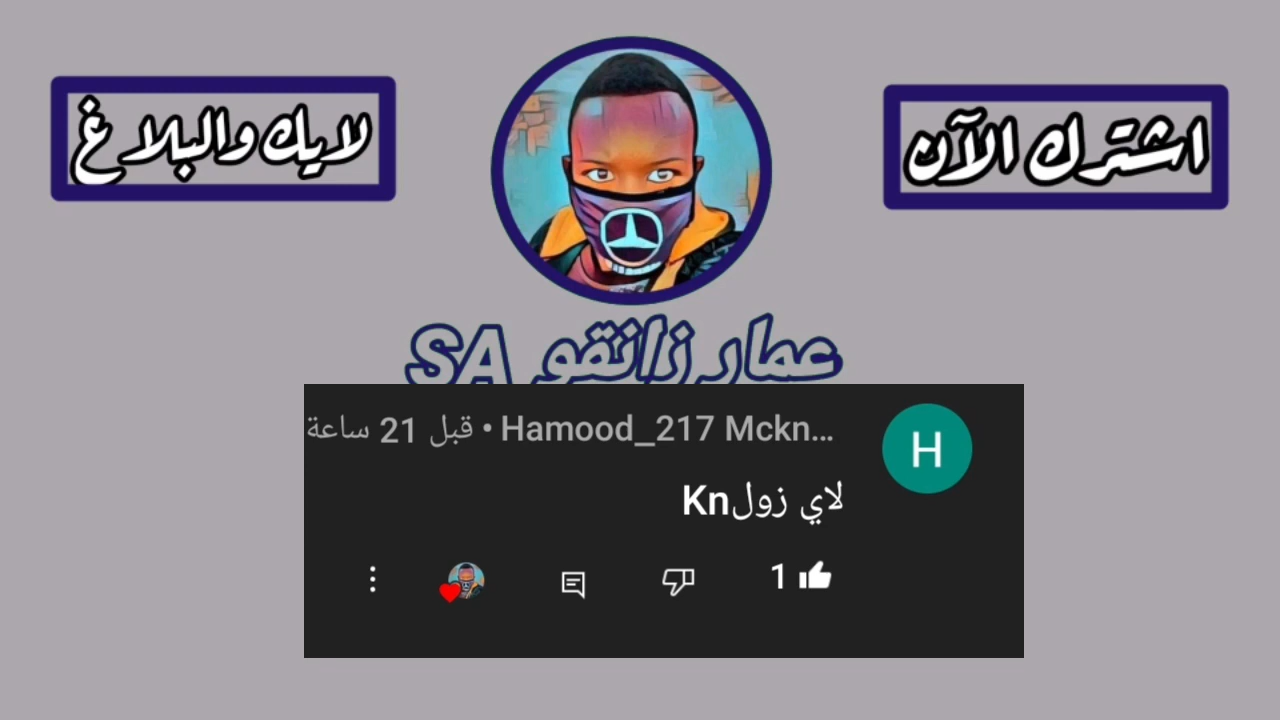 اشترك الآن
لايك والبلاغ
عمار زانقو SA
Hamood_217 Mckn... • قبل 21 ساعة
لاي زولKn
1
H